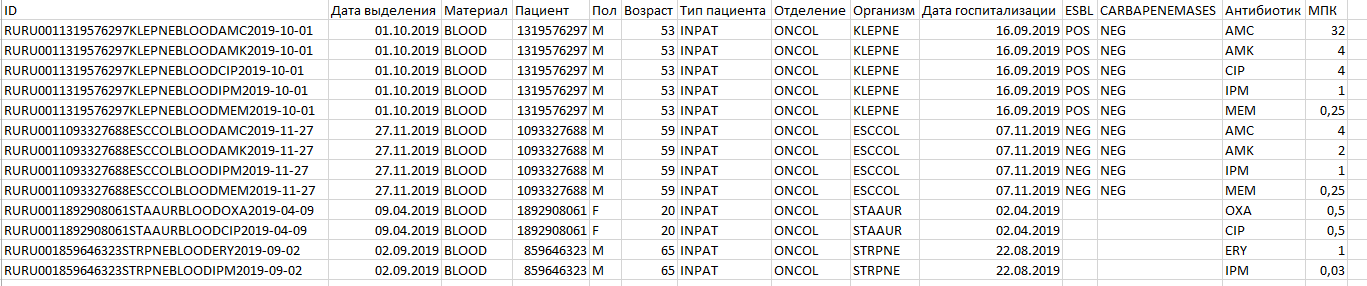 ID Дата выделения Материал Пациент Пол Возраст Тип пациента Отделение Организм Дата госпитализации ESBL CARBAPENEMASES Антибиотик МПК
RURU0011319576297KLEPNEBLOODAMC2019-10-01 01.10.2019 BLOOD 1319576297 M 53 INPAT ONCOL KLEPNE 16.09.2019 POS NEG AMC 32
RURU0011319576297KLEPNEBLOODAMK2019-10-01 01.10.2019 BLOOD 1319576297 M 53 INPAT ONCOL KLEPNE 16.09.2019 POS NEG AMK 4
RURU0011319576297KLEPNEBLOODCIP2019-10-01 01.10.2019 BLOOD 1319576297 M 53 INPAT ONCOL KLEPNE 16.09.2019 POS NEG CIP 4
RURU0011319576297KLEPNEBLOODIPM2019-10-01 01.10.2019 BLOOD 1319576297 M 53 INPAT ONCOL KLEPNE 16.09.2019 POS NEG IPM 1
RURU0011319576297KLEPNEBLOODMEM2019-10-01 01.10.2019 BLOOD 1319576297 M 53 INPAT ONCOL KLEPNE 16.09.2019 POS NEG MEM 0,25
RURU0011093327688ESCCOLBLOODAMC2019-11-27 27.11.2019 BLOOD 1093327688 M 59 INPAT ONCOL ESCCOL 07.11.2019 NEG NEG AMC 4
RURU0011093327688ESCCOLBLOODAMK2019-11-27 27.11.2019 BLOOD 1093327688 M 59 INPAT ONCOL ESCCOL 07.11.2019 NEG NEG AMK 2
RURU0011093327688ESCCOLBLOODIPM2019-11-27 27.11.2019 BLOOD 1093327688 M 59 INPAT ONCOL ESCCOL 07.11.2019 NEG NEG IPM 1
RURU0011093327688ESCCOLBLOODMEM2019-11-27 27.11.2019 BLOOD 1093327688 M 59 INPAT ONCOL ESCCOL 07.11.2019 NEG NEG MEM 0,25
RURU0011892908061STAAURBLOODOXA2019-04-09 09.04.2019 BLOOD 1892908061 F 20 INPAT ONCOL STAAUR 02.04.2019 OXA 0,5
RURU0011892908061STAAURBLOODCIP2019-04-09 09.04.2019 BLOOD 1892908061 F 20 INPAT ONCOL STAAUR 02.04.2019 CIP 0,5
RURU001859646323STRPNEBLOODERY2019-09-02 02.09.2019 BLOOD 859646323 M 65 INPAT ONCOL STRPNE 22.08.2019 ERY 1
RURU001859646323STRPNEBLOODIPM2019-09-02 02.09.2019 BLOOD 859646323 M 65 INPAT ONCOL STRPNE 22.08.2019 IPM 0,03